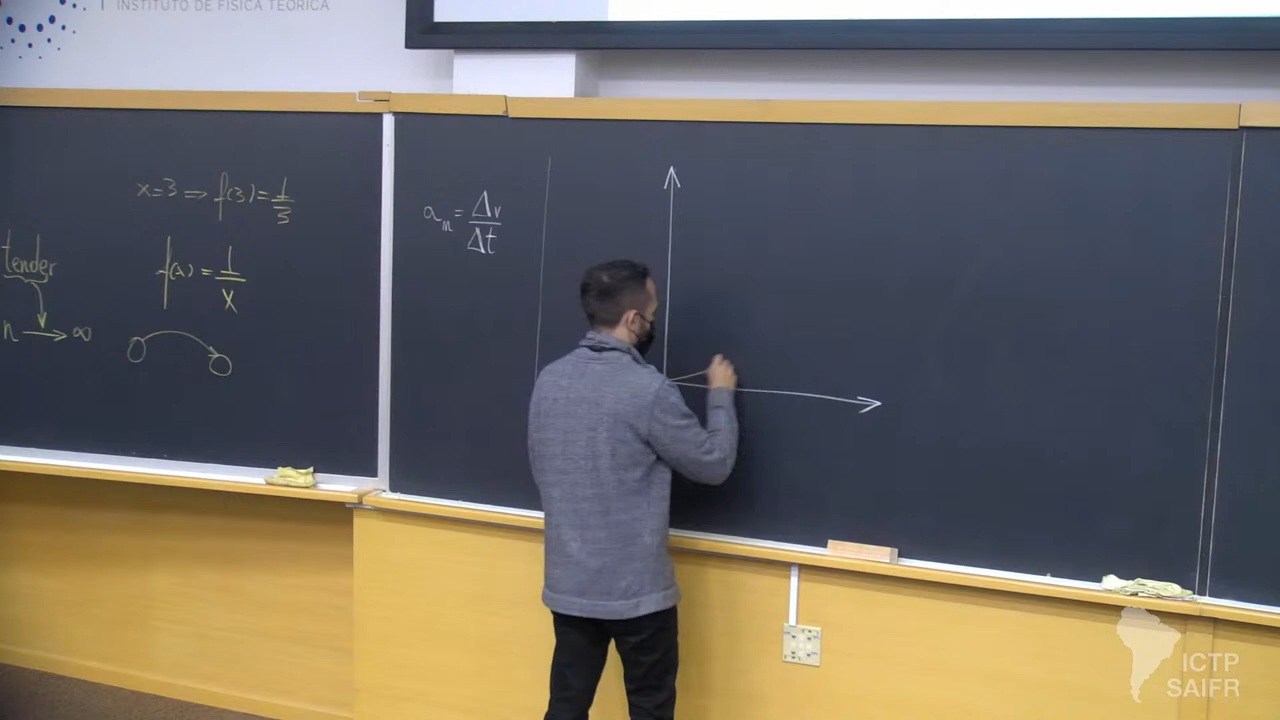 INSTITUTO DE FÍSICA TEÓRICA
x=3 ⇒ f(3) = 1/3
tender
f(x) = 1/x
n → ∞
a_m = Δv/Δt
ICTP
SAIFR